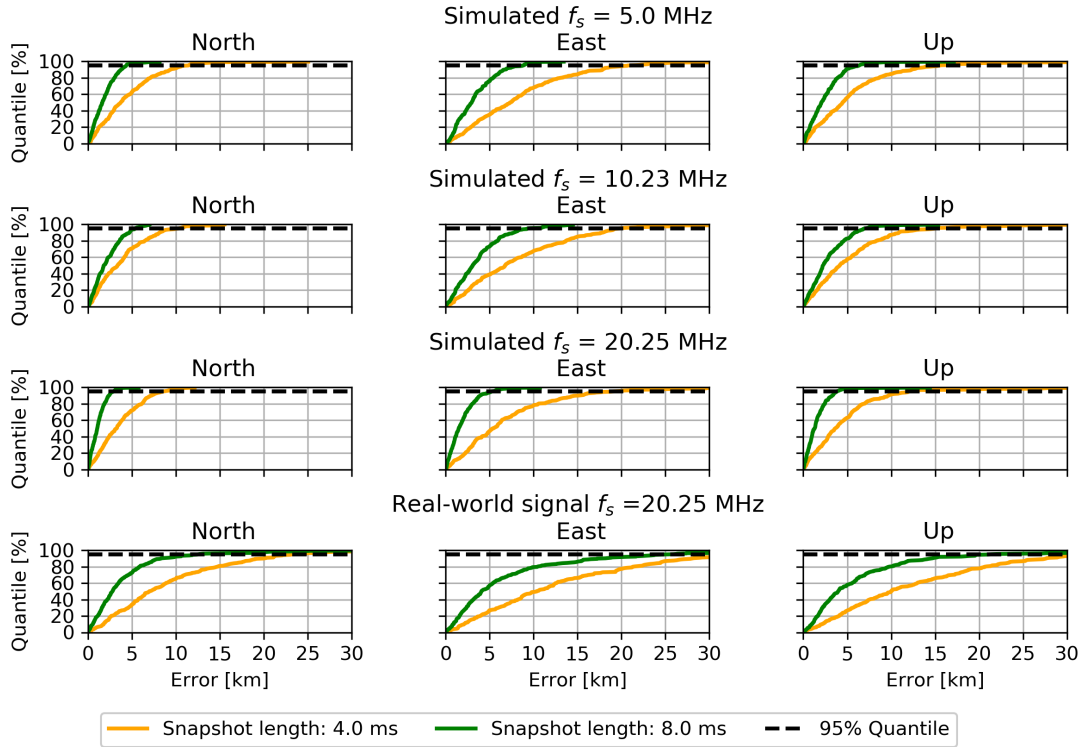 Simulated fₛ = 5.0 MHz
North East Up
Quantile [%]
100
80
60
40
20
0
Simulated fₛ = 10.23 MHz
North East Up
Quantile [%]
100
80
60
40
20
0
Simulated fₛ = 20.25 MHz
North East Up
Quantile [%]
100
80
60
40
20
0
Real-world signal fₛ =20.25 MHz
North East Up
Quantile [%]
100
80
60
40
20
0
0 5 10 15 20 25 30 0 5 10 15 20 25 30 0 5 10 15 20 25 30
Error [km] Error [km] Error [km]
Snapshot length: 4.0 ms Snapshot length: 8.0 ms 95% Quantile